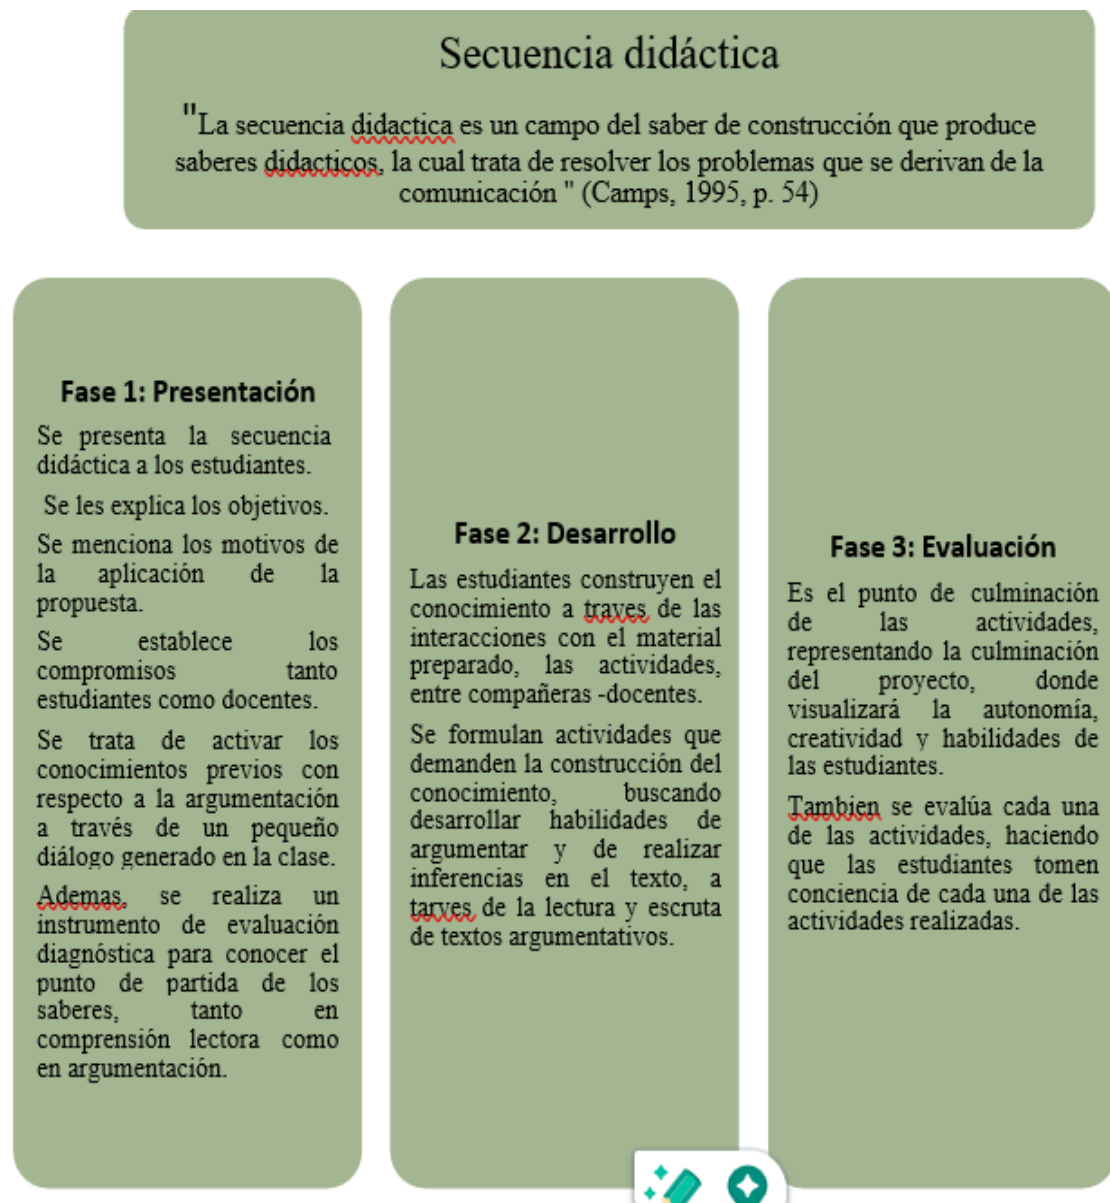 Secuencia didáctica
"La secuencia didactica es un campo del saber de construcción que produce
saberes didacticos, la cual trata de resolver los problemas que se derivan de la
comunicación " (Camps, 1995, p. 54)
Fase 1: Presentación
Se presenta la secuencia
didáctica a los estudiantes.
Se les explica los objetivos.
Se menciona los motivos de
la aplicación de la
propuesta.
Se establece los
compromisos tanto
estudiantes como docentes.
Se trata de activar los
conocimientos previos con
respecto a la argumentación
a través de un pequeño
diálogo generado en la clase.
Ademas, se realiza un
instrumento de evaluación
diagnóstica para conocer el
punto de partida de los
saberes, tanto en
comprensión lectora como
en argumentación.
Fase 2: Desarrollo
Las estudiantes construyen el
conocimiento a traves de las
interacciones con el material
preparado, las actividades,
entre compañeras -docentes.
Se formulan actividades que
demanden la construcción del
conocimiento, buscando
desarrollar habilidades de
argumentar y de realizar
inferencias en el texto, a
tarves de la lectura y escruta
de textos argumentativos.
Fase 3: Evaluación
Es el punto de culminación
de las actividades,
representando la culminación
del proyecto, donde
visualizará la autonomía,
creatividad y habilidades de
las estudiantes.
Tambien se evalúa cada una
de las actividades, haciendo
que las estudiantes tomen
conciencia de cada una de las
actividades realizadas.